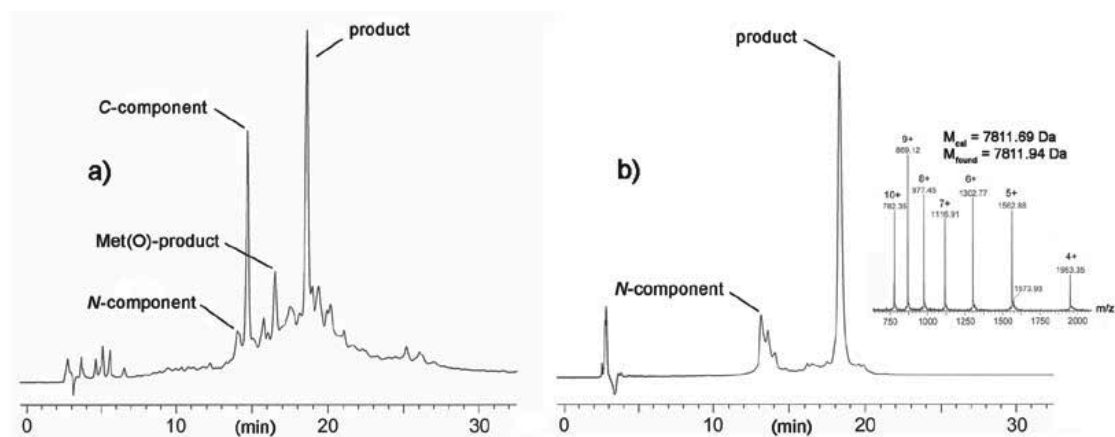 product
C-component
a)
Met(O)-product
N-component
0 10 20 30
(min)
product
N-component
b)
M_cal = 7811.69 Da
M_found = 7811.94 Da
9+
869.12
10+
782.35
8+
977.45
7+
1116.91
6+
1302.77
5+
1562.88
1573.93
4+
1953.35
750 1000 1250 1500 1750 2000 m/z
0 10 20 30
(min)